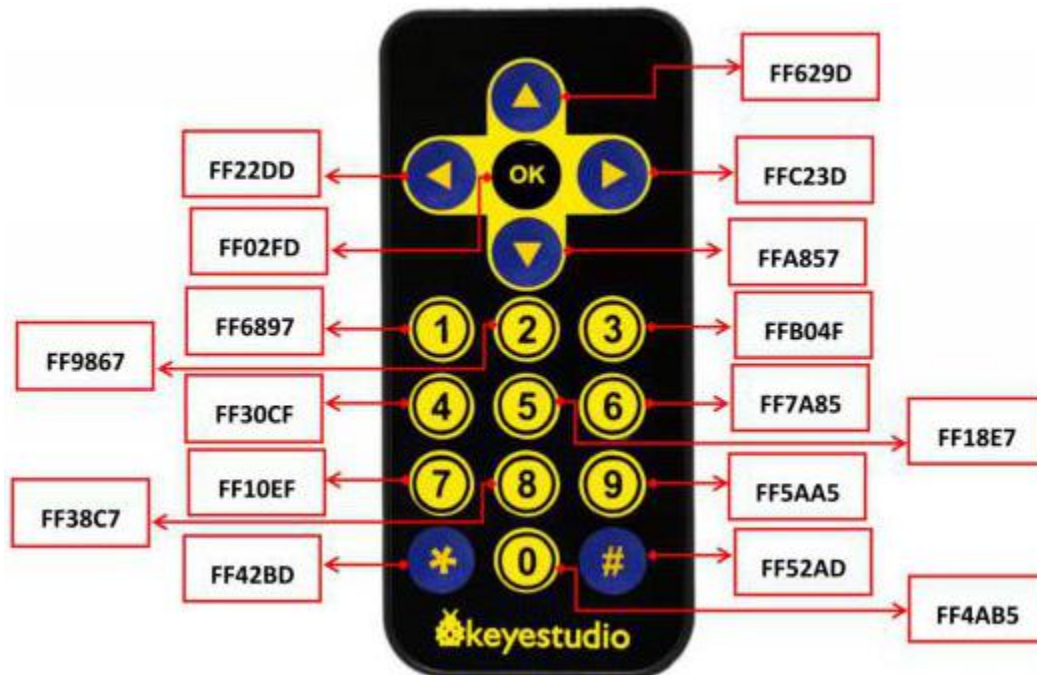 FF629D
FF22DD
OK
FFC23D
FF02FD
FFA857
FF6897
1 2 3
FFB04F
FF9867
FF30CF
4 5 6
FF7A85
FF18E7
FF10EF
7 8 9
FF5AA5
FF38C7
FF42BD
* 0 #
FF52AD
FF4AB5
keyestudio